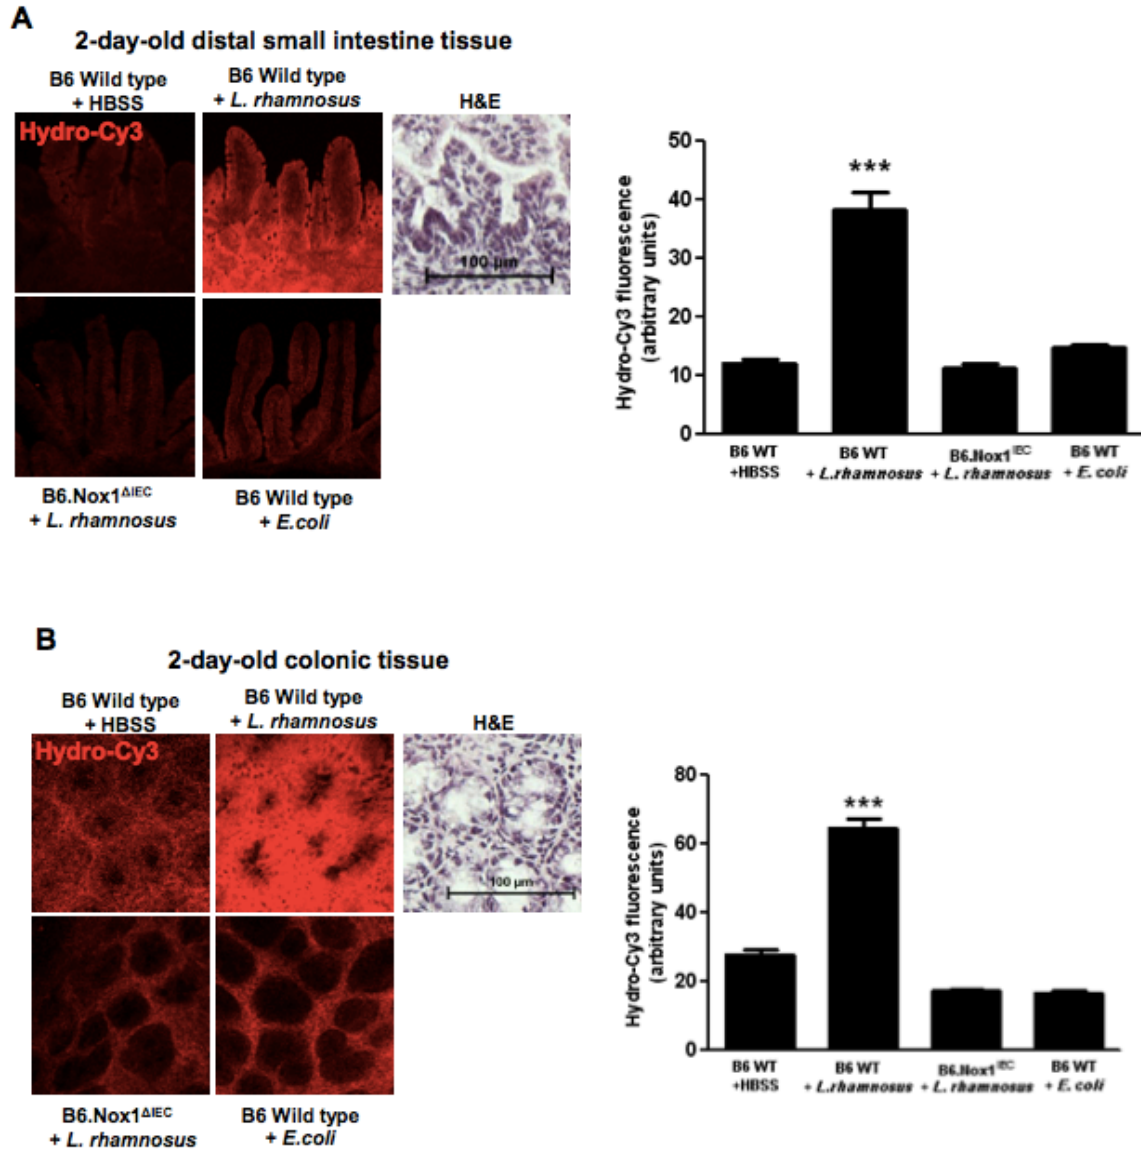 A
2-day-old distal small intestine tissue
B6 Wild type
+ HBSS
B6 Wild type
+ L. rhamnosus
H&E
Hydro-Cy3
100 µm
B6.Nox1ΔIEC
+ L. rhamnosus
B6 Wild type
+ E.coli
Hydro-Cy3 fluorescence
(arbitrary units)
50
40
30
20
10
0
***
B6 WT
+HBSS
B6 WT
+ L.rhamnosus
B6.Nox1IEC
+ L. rhamnosus
B6 WT
+ E. coli
B
2-day-old colonic tissue
B6 Wild type
+ HBSS
B6 Wild type
+ L. rhamnosus
H&E
Hydro-Cy3
100 µm
B6.Nox1ΔIEC
+ L. rhamnosus
B6 Wild type
+ E.coli
Hydro-Cy3 fluorescence
(arbitrary units)
80
60
40
20
0
***
B6 WT
+HBSS
B6 WT
+ L.rhamnosus
B6.Nox1IEC
+ L. rhamnosus
B6 WT
+ E. coli